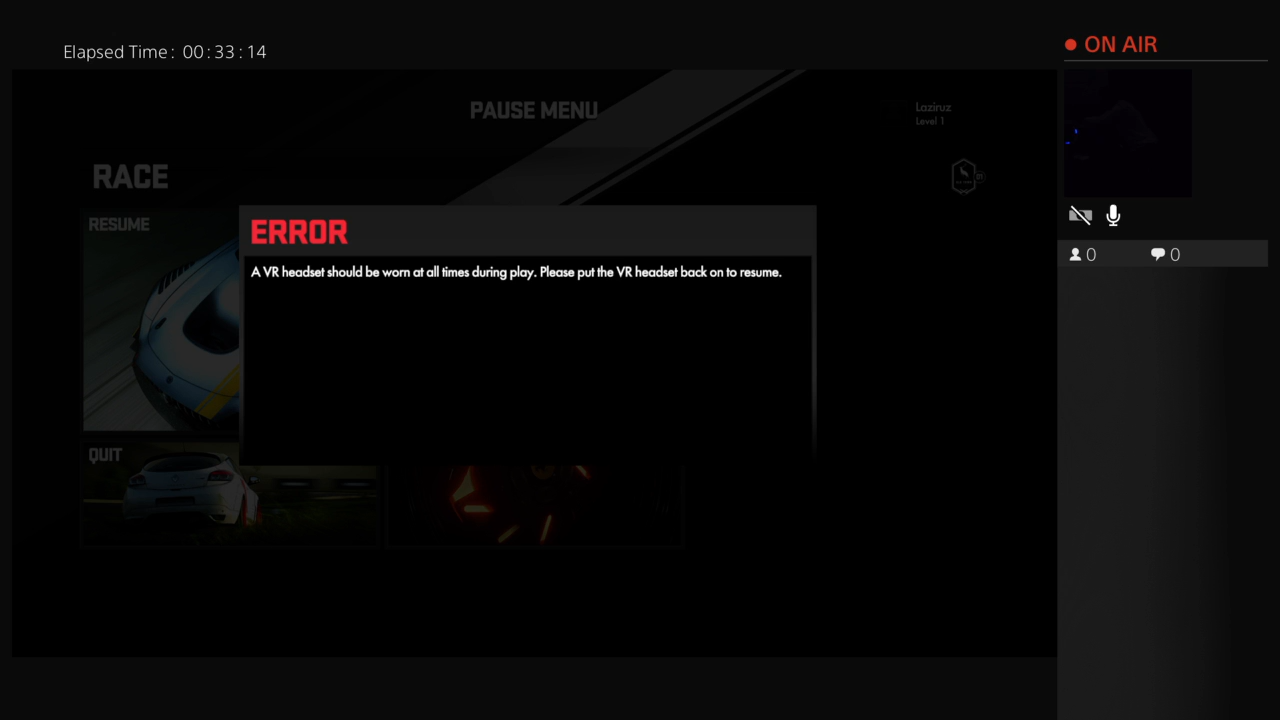 Elapsed Time: 00:33:14
ON AIR
PAUSE MENU
Laziruz
Level 1
RACE
RESUME
ERROR
A VR headset should be worn at all times during play. Please put the VR headset back on to resume.
0
0
QUIT